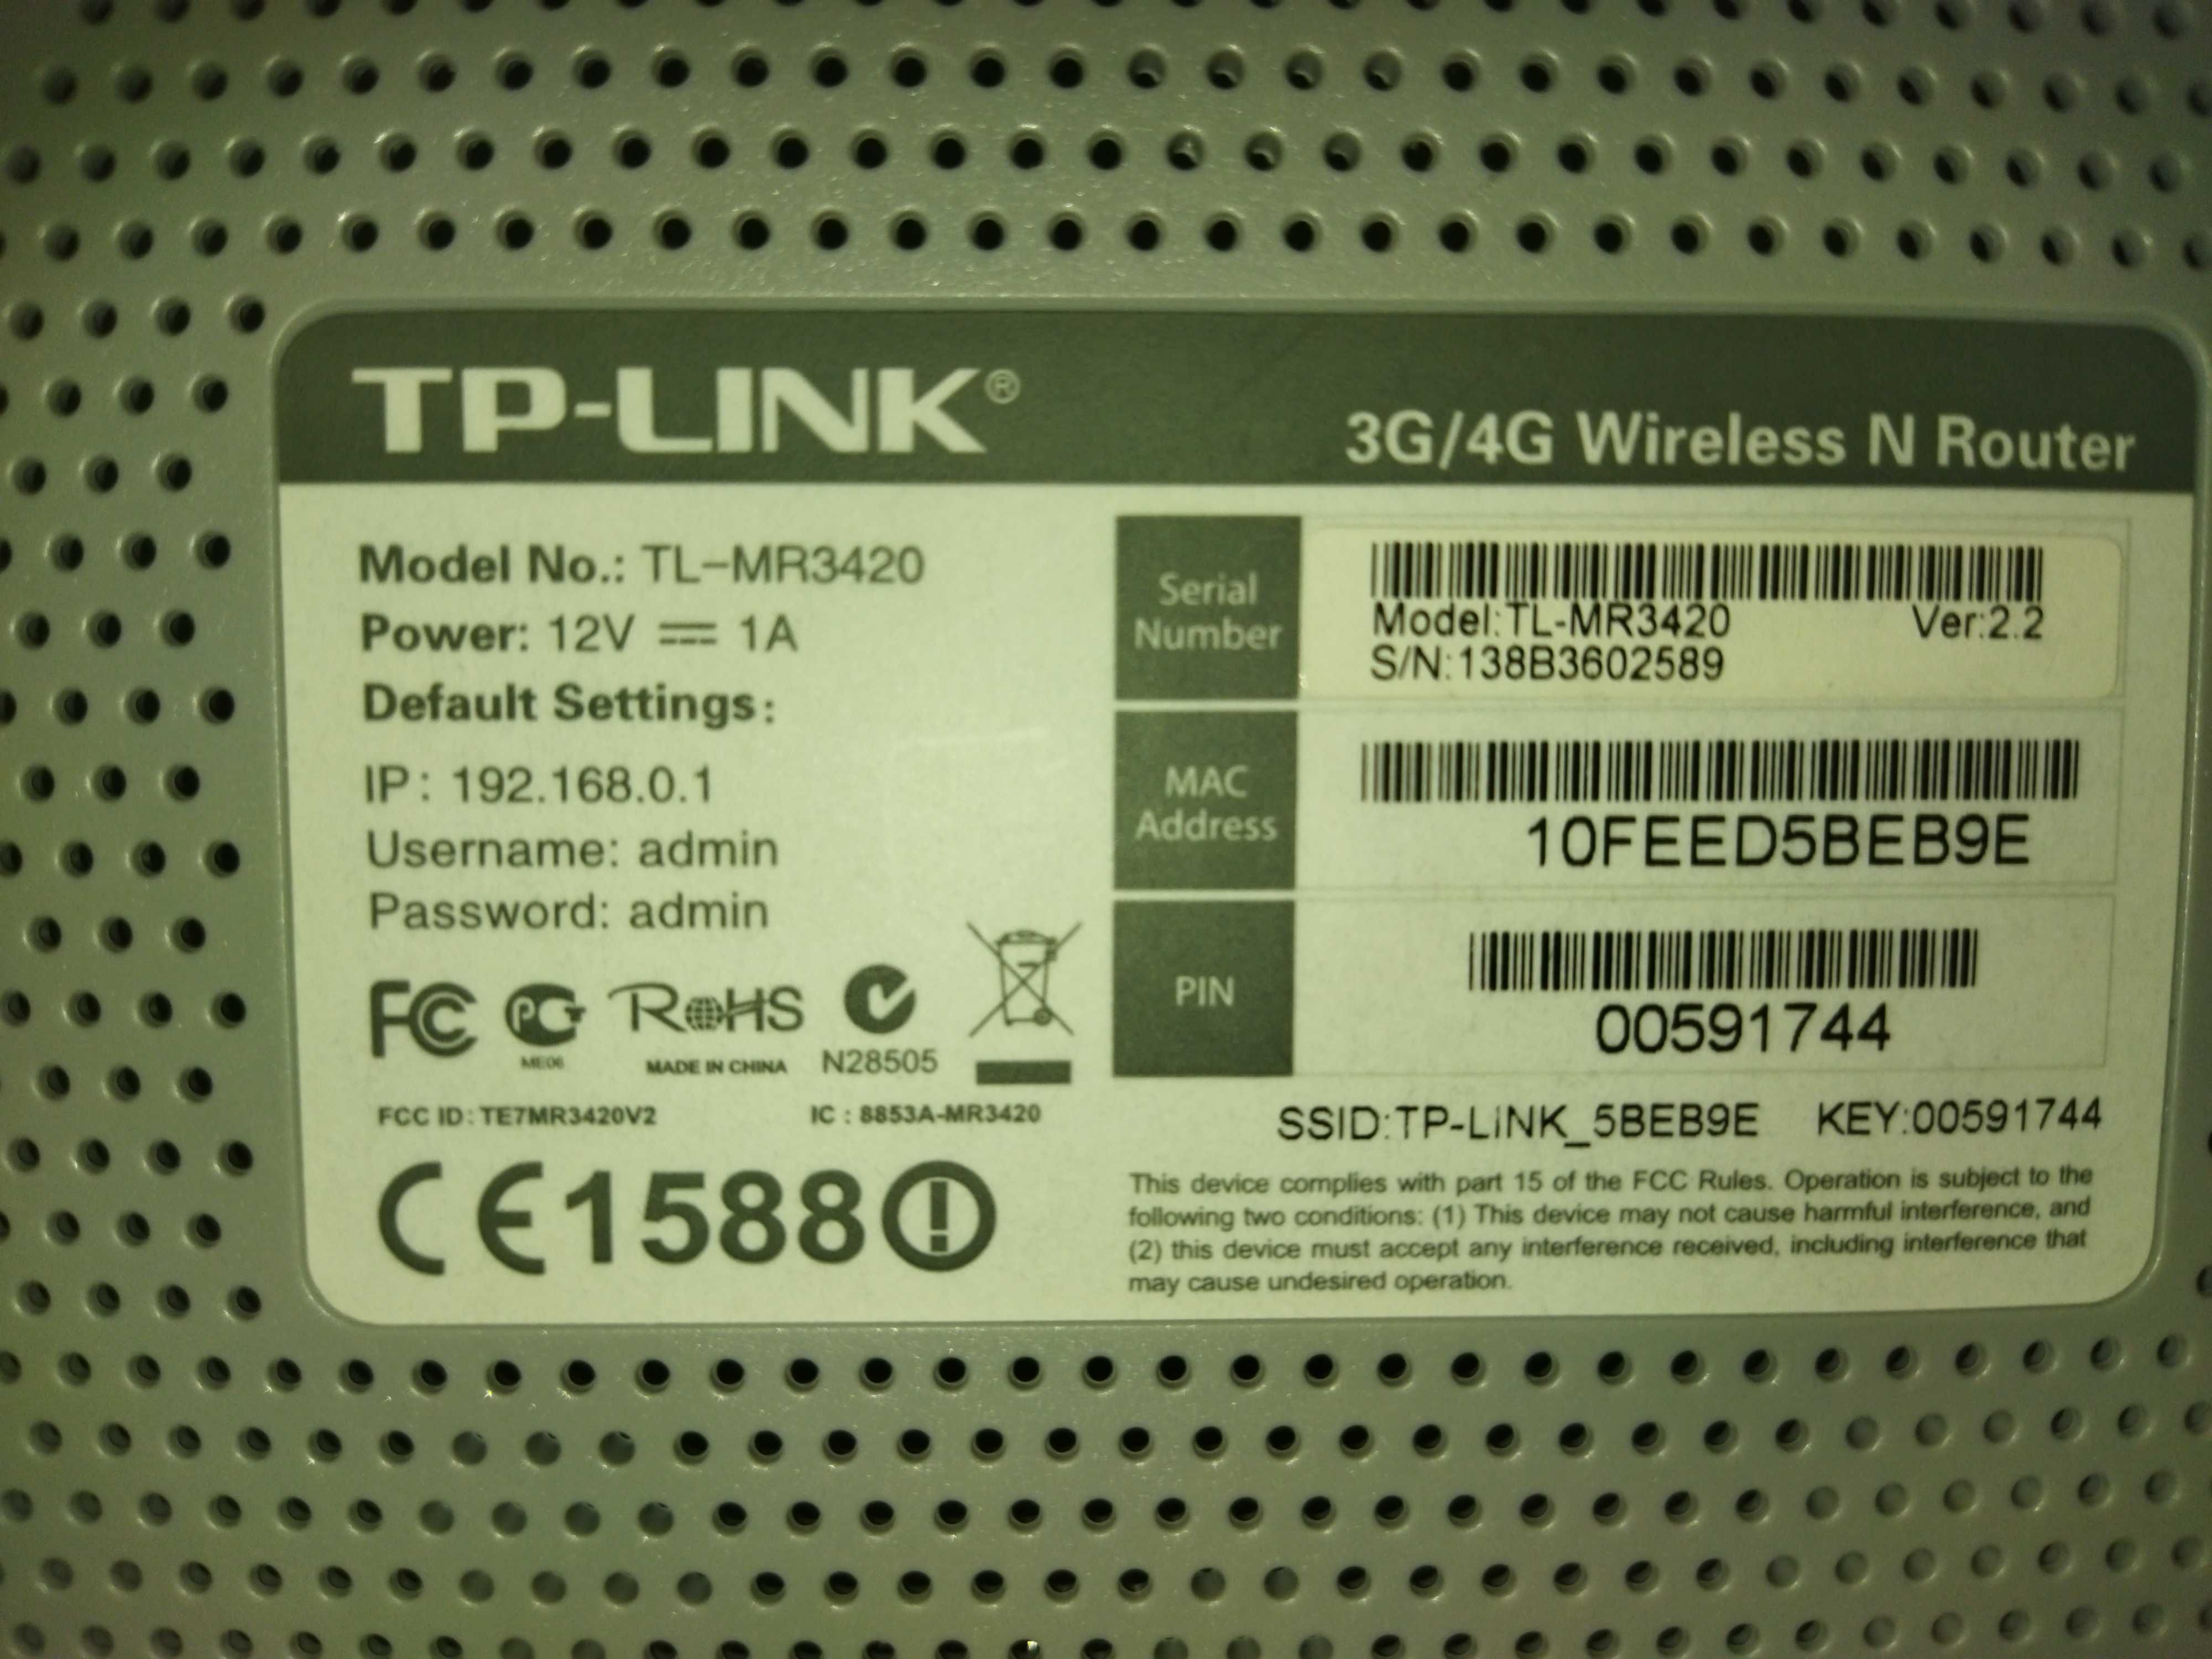 TP-LINK®
3G/4G Wireless N Router
Model No.: TL-MR3420
Power: 12V ⎓ 1A
Default Settings:
IP: 192.168.0.1
Username: admin
Password: admin
FC PG RoHS N28505
ME06
MADE IN CHINA
FCC ID: TE7MR3420V2 IC : 8853A-MR3420
CE1588
Serial
Number
Model:TL-MR3420 Ver:2.2
S/N:138B3602589
MAC
Address
10FEED5BEB9E
PIN
00591744
SSID:TP-LINK_5BEB9E KEY:00591744
This device complies with part 15 of the FCC Rules. Operation is subject to the
following two conditions: (1) This device may not cause harmful interference, and
(2) this device must accept any interference received, including interference that
may cause undesired operation.